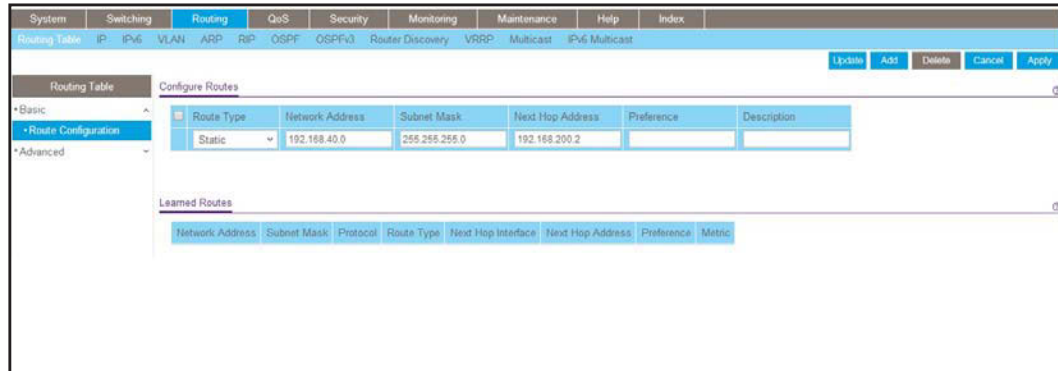 System Switching Routing QoS Security Monitoring Maintenance Help Index
Routing Table IP IPv6 VLAN ARP RIP OSPF OSPFv3 Router Discovery VRRP Multicast IPv6 Multicast
Update Add Delete Cancel Apply
Routing Table
Basic
Route Configuration
Advanced
Configure Routes
Route Type Network Address Subnet Mask Next Hop Address Preference Description
Static 192.168.40.0 255.255.255.0 192.168.200.2
Learned Routes
Network Address Subnet Mask Protocol Route Type Next Hop Interface Next Hop Address Preference Metric